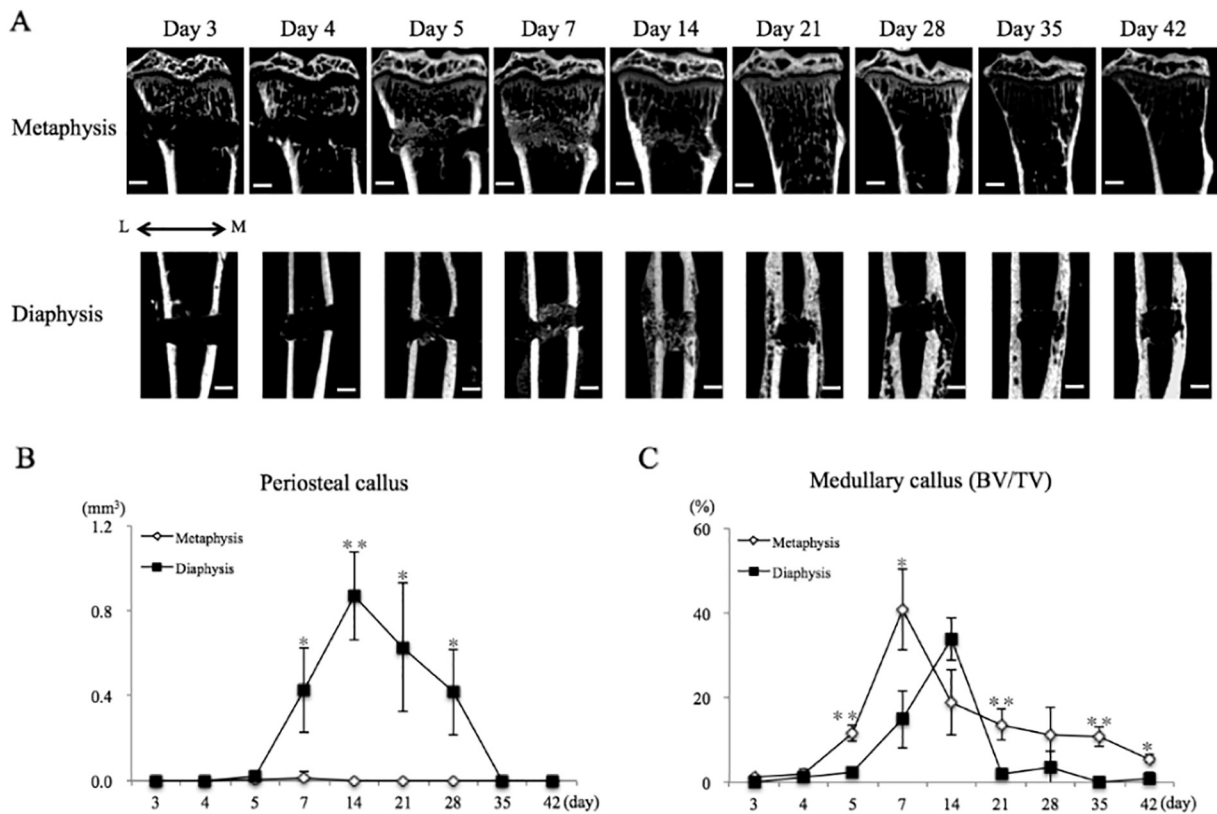 A
Day 3 Day 4 Day 5 Day 7 Day 14 Day 21 Day 28 Day 35 Day 42
Metaphysis
L M
Diaphysis
B
Periosteal callus
(mm³)
1.2
0.8
0.4
0.0
Metaphysis
Diaphysis
* ** * *
3 4 5 7 14 21 28 35 42 (day)
C
Medullary callus (BV/TV)
(%)
60
40
20
0
Metaphysis
Diaphysis
** * ** ** *
3 4 5 7 14 21 28 35 42 (day)